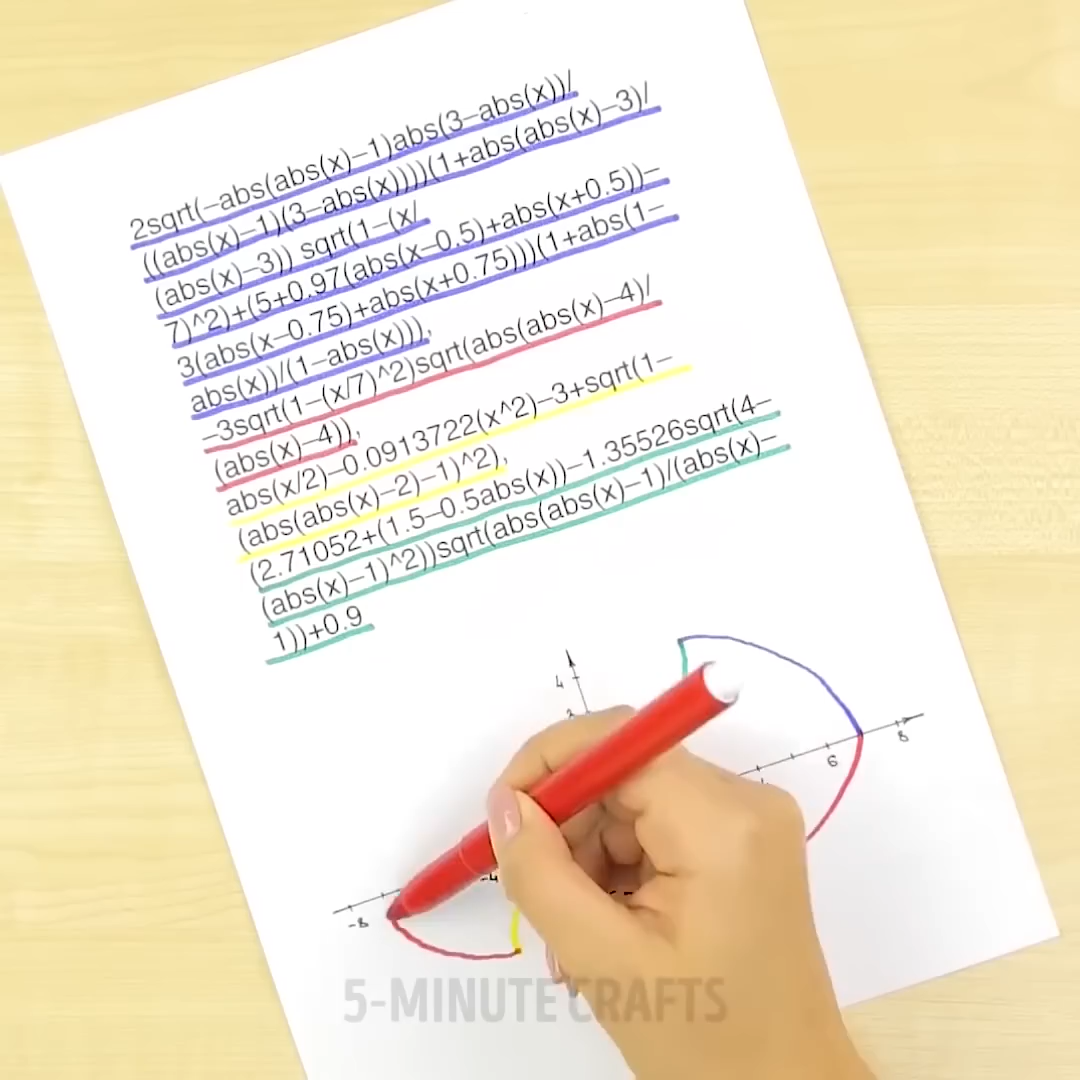 2sqrt(–abs(abs(x)–1)abs(3–abs(x))/
((abs(x)–1)(3–abs(x))))(1+abs(abs(x)–3)/
(abs(x)–3)) sqrt(1–(x/
7)^2)+(5+0.97(abs(x–0.5)+abs(x+0.5))–
3(abs(x–0.75)+abs(x+0.75)))(1+abs(1–
abs(x))/(1–abs(x))),
–3sqrt(1–(x/7)^2)sqrt(abs(abs(x)–4)/
(abs(x)–4)),
abs(x/2)–0.0913722(x^2)–3+sqrt(1–
(abs(abs(x)–2)–1)^2),
(2.71052+(1.5–0.5abs(x))–1.35526sqrt(4–
(abs(x)–1)^2))sqrt(abs(abs(x)–1)/(abs(x)–
1))+0.9
4
6
8
-4
-8
5-MINUTE CRAFTS